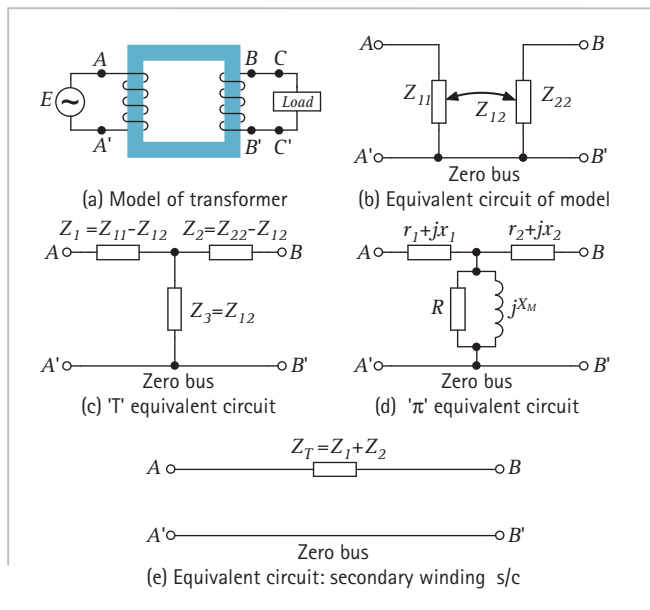 A B C
E Load
A' B' C'
(a) Model of transformer
A B
Z11 Z12 Z22
A' B'
Zero bus
(b) Equivalent circuit of model
Z1 =Z11-Z12 Z2=Z22-Z12
A B
Z3=Z12
A' B'
Zero bus
(c) 'T' equivalent circuit
r1+jx1 r2+jx2
A B
R jXM
A' B'
Zero bus
(d) 'π' equivalent circuit
ZT =Z1+Z2
A B
A' B'
Zero bus
(e) Equivalent circuit: secondary winding s/c